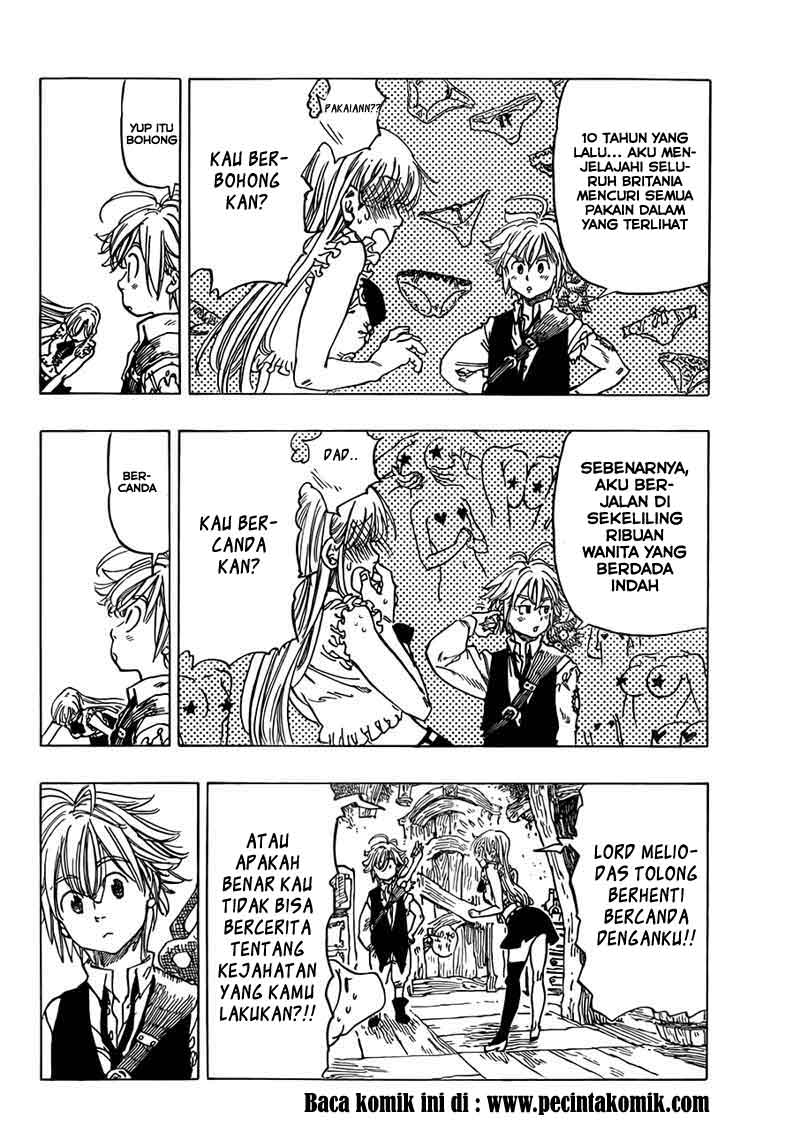 10 TAHUN YANG
LALU... AKU MEN-
JELAJAHI SELU-
RUH BRITANIA
MENCURI SEMUA
PAKAIN DALAM
YANG TERLIHAT
PAKAIANN??
KAU BER-
BOHONG
KAN?
YUP ITU
BOHONG
SEBENARNYA,
AKU BER-
JALAN DI
SEKELILING
RIBUAN
WANITA YANG
BERDADA
INDAH
DAD..
KAU BER-
CANDA
KAN?
BER-
CANDA
LORD MELIO-
DAS TOLONG
BERHENTI
BERCANDA
DENGANKU!!
ATAU
APAKAH
BENAR KAU
TIDAK BISA
BERCERITA
TENTANG
KEJAHATAN
YANG KAMU
LAKUKAN?!!
Baca komik ini di : www.pecintakomik.com